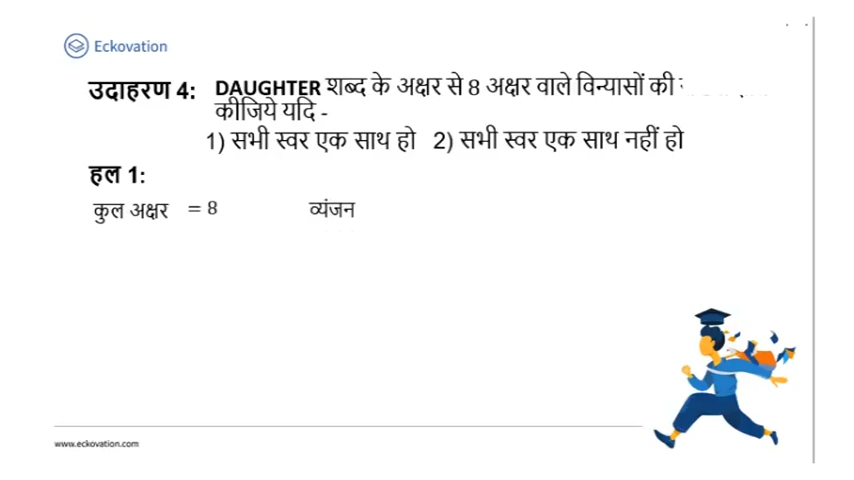 Eckovation
उदाहरण 4: DAUGHTER शब्द के अक्षर से 8 अक्षर वाले विन्यासों की
कीजिये यदि -
1) सभी स्वर एक साथ हो 2) सभी स्वर एक साथ नहीं हो
हल 1:
कुल अक्षर = 8 व्यंजन
www.eckovation.com